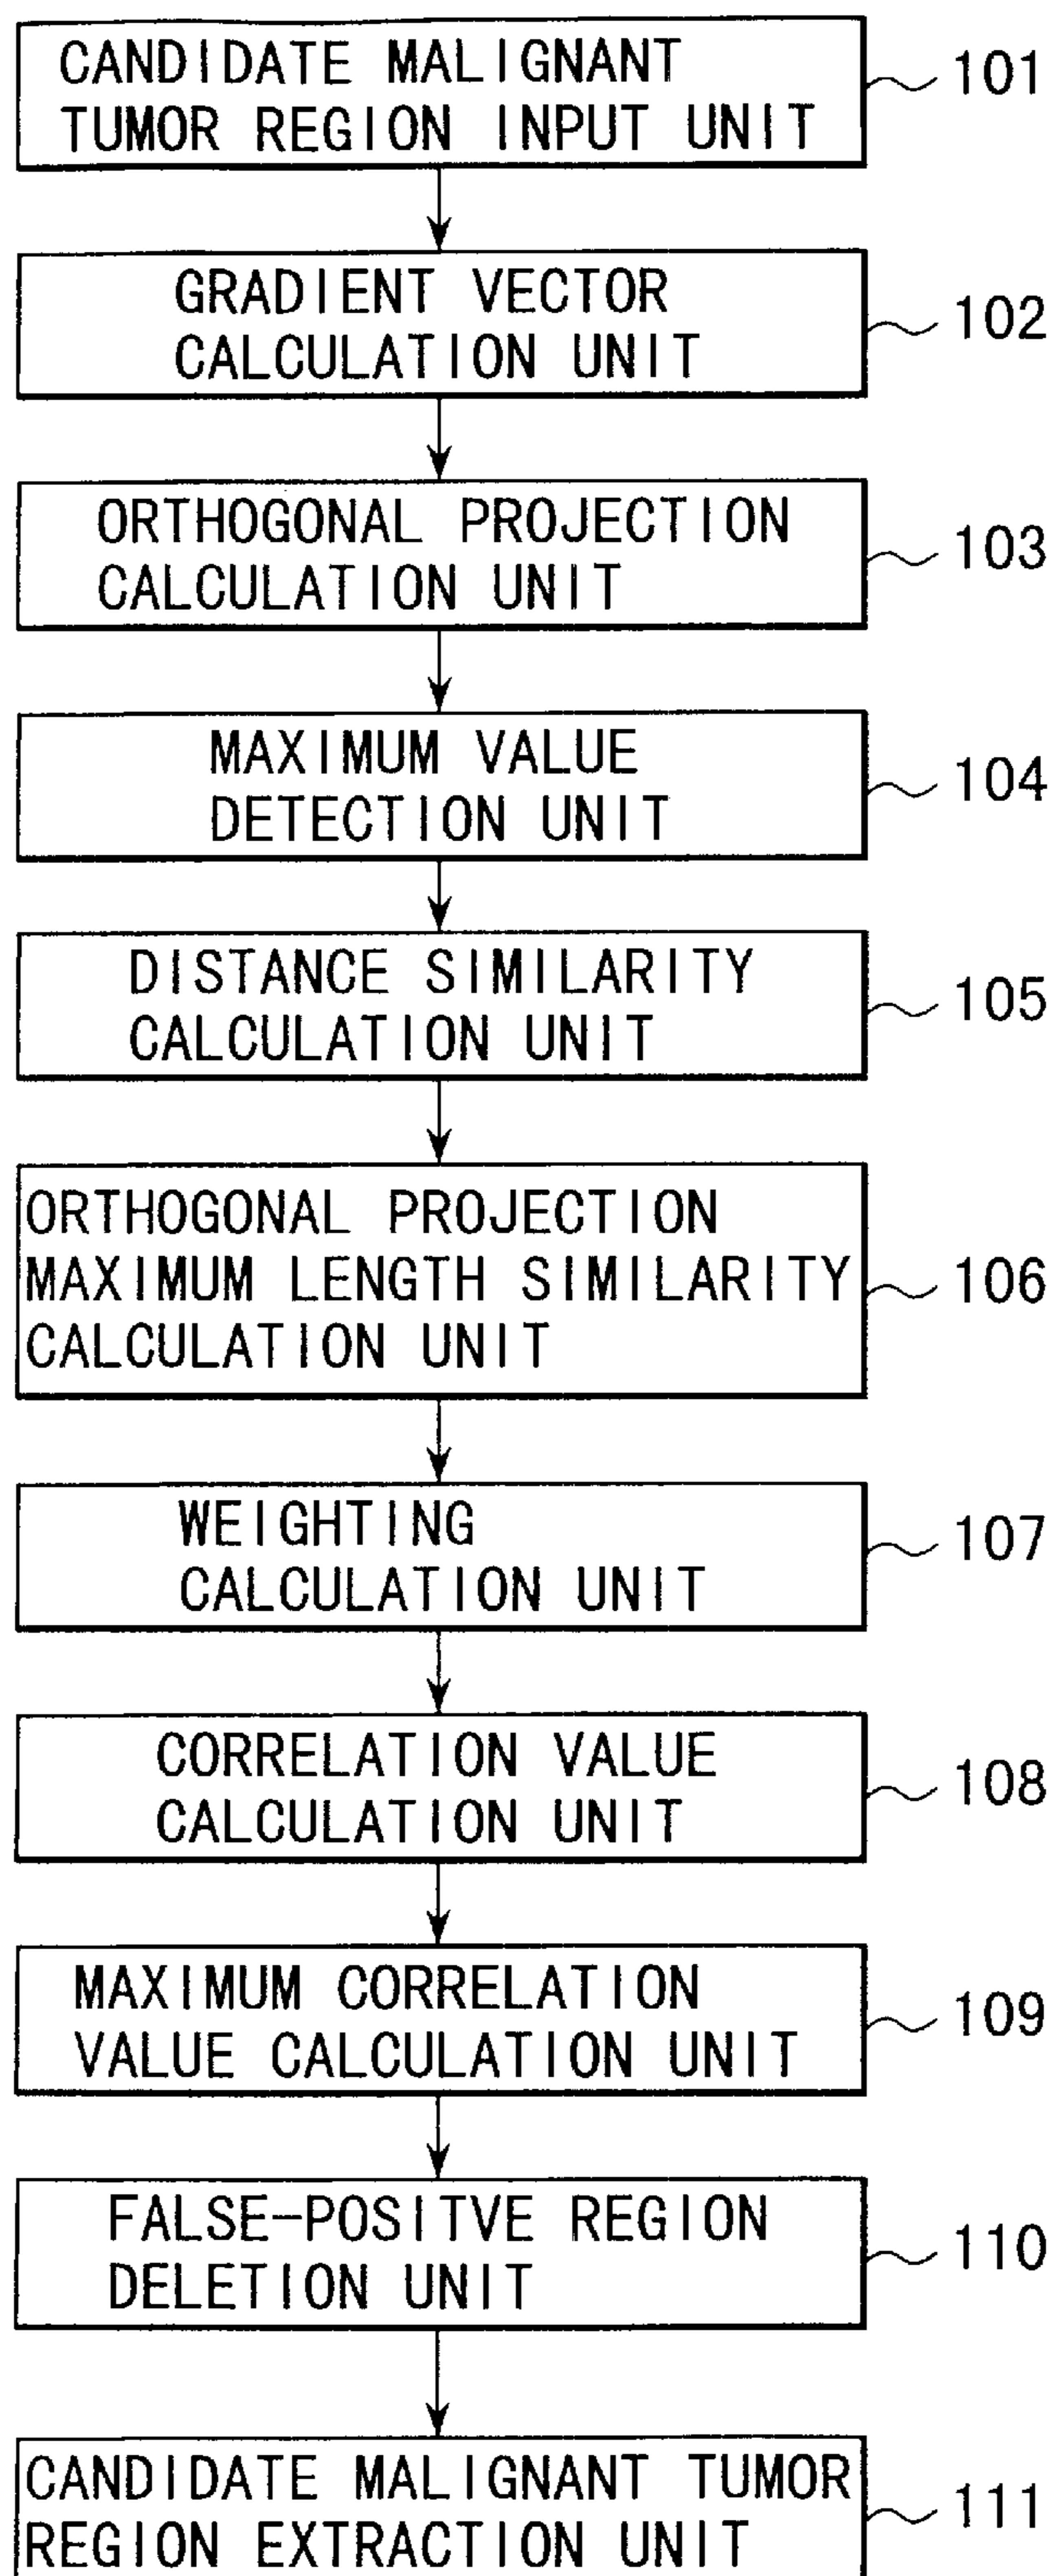 CANDIDATE MALIGNANT
TUMOR REGION INPUT UNIT
101
GRADIENT VECTOR
CALCULATION UNIT
102
ORTHOGONAL PROJECTION
CALCULATION UNIT
103
MAXIMUM VALUE
DETECTION UNIT
104
DISTANCE SIMILARITY
CALCULATION UNIT
105
ORTHOGONAL PROJECTION
MAXIMUM LENGTH SIMILARITY
CALCULATION UNIT
106
WEIGHTING
CALCULATION UNIT
107
CORRELATION VALUE
CALCULATION UNIT
108
MAXIMUM CORRELATION
VALUE CALCULATION UNIT
109
FALSE-POSITVE REGION
DELETION UNIT
110
CANDIDATE MALIGNANT TUMOR
REGION EXTRACTION UNIT
111